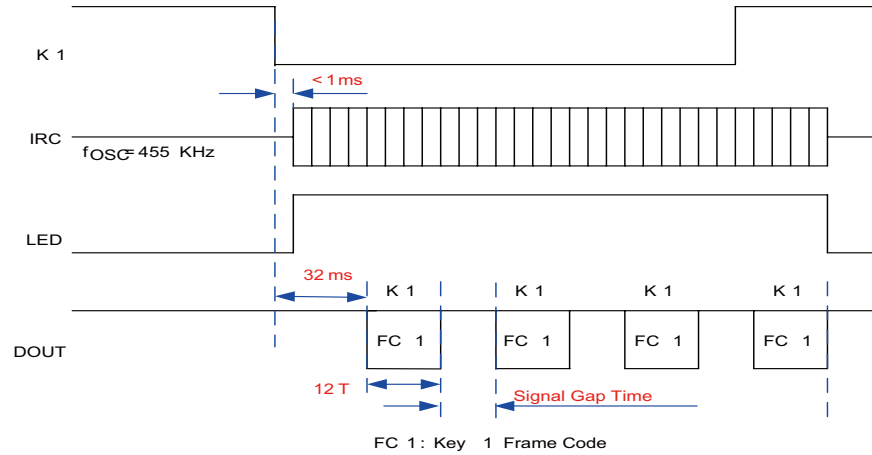 K 1
< 1 ms
IRC
fOSC= 455 KHz
LED
32 ms
K 1 K 1 K 1 K 1
DOUT
FC 1 FC 1 FC 1 FC 1
12 T
Signal Gap Time
FC 1 : Key 1 Frame Code